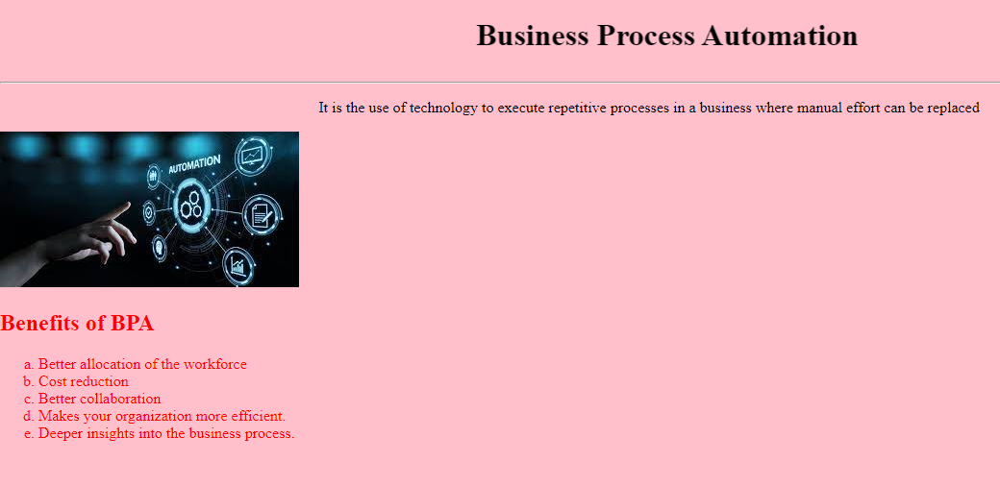 Business Process Automation
It is the use of technology to execute repetitive processes in a business where manual effort can be replaced
AUTOMATION
Benefits of BPA
a. Better allocation of the workforce
b. Cost reduction
c. Better collaboration
d. Makes your organization more efficient.
e. Deeper insights into the business process.